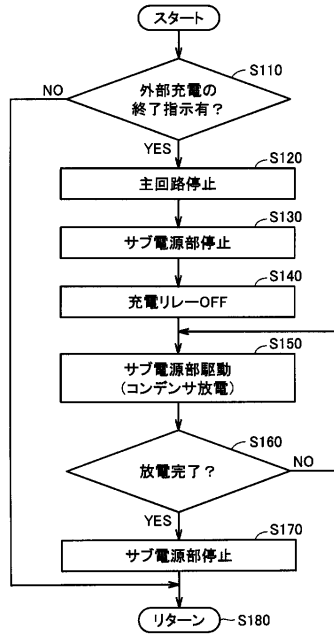 スタート
S110
NO
外部充電の
終了指示有？
YES
S120
主回路停止
S130
サブ電源部停止
S140
充電リレーOFF
S150
サブ電源部駆動
(コンデンサ放電)
S160
放電完了？
NO
YES
S170
サブ電源部停止
リターン
S180